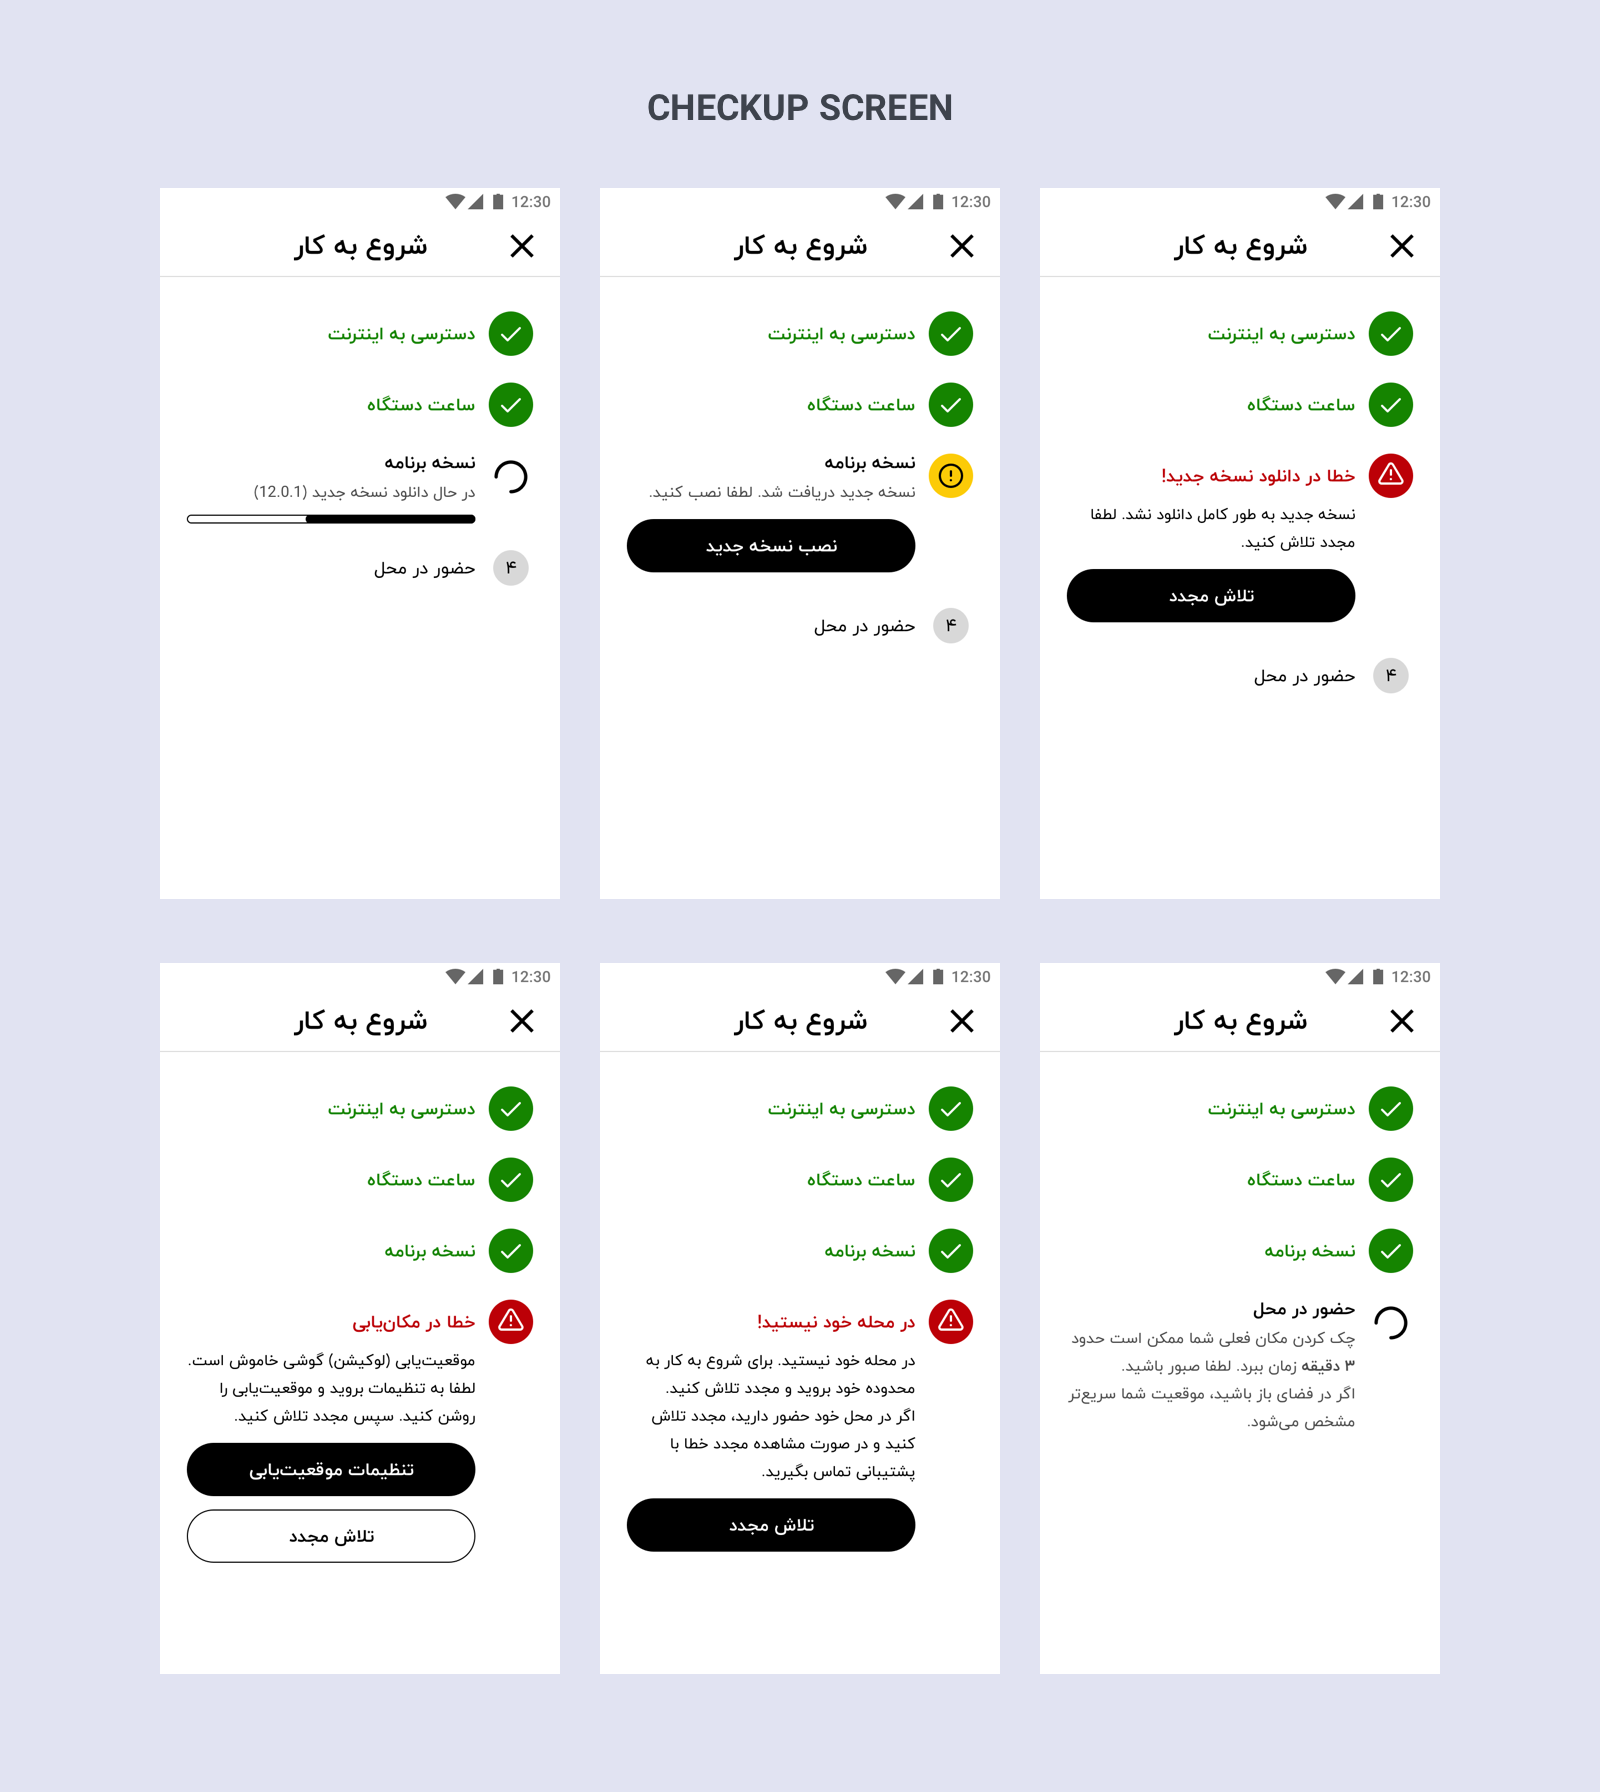 CHECKUP SCREEN
12:30
شروع به کار
دسترسی به اینترنت
ساعت دستگاه
نسخه برنامه
در حال دانلود نسخه جدید (12.0.1)
۴
حضور در محل
12:30
شروع به کار
دسترسی به اینترنت
ساعت دستگاه
نسخه برنامه
نسخه جدید دریافت شد. لطفا نصب کنید.
نصب نسخه جدید
۴
حضور در محل
12:30
شروع به کار
دسترسی به اینترنت
ساعت دستگاه
خطا در دانلود نسخه جدید!
نسخه جدید به طور کامل دانلود نشد. لطفا
مجدد تلاش کنید.
تلاش مجدد
۴
حضور در محل
12:30
شروع به کار
دسترسی به اینترنت
ساعت دستگاه
نسخه برنامه
خطا در مکان‌یابی
موقعیت‌یابی (لوکیشن) گوشی خاموش است.
لطفا به تنظیمات بروید و موقعیت‌یابی را
روشن کنید. سپس مجدد تلاش کنید.
تنظیمات موقعیت‌یابی
تلاش مجدد
12:30
شروع به کار
دسترسی به اینترنت
ساعت دستگاه
نسخه برنامه
در محله خود نیستید!
در محله خود نیستید. برای شروع به کار به
محدوده خود بروید و مجدد تلاش کنید.
اگر در محل خود حضور دارید، مجدد تلاش
کنید و در صورت مشاهده مجدد خطا با
پشتیبانی تماس بگیرید.
تلاش مجدد
12:30
شروع به کار
دسترسی به اینترنت
ساعت دستگاه
نسخه برنامه
حضور در محل
چک کردن مکان فعلی شما ممکن است حدود
۳ دقیقه زمان ببرد. لطفا صبور باشید.
اگر در فضای باز باشید، موقعیت شما سریع‌تر
مشخص می‌شود.